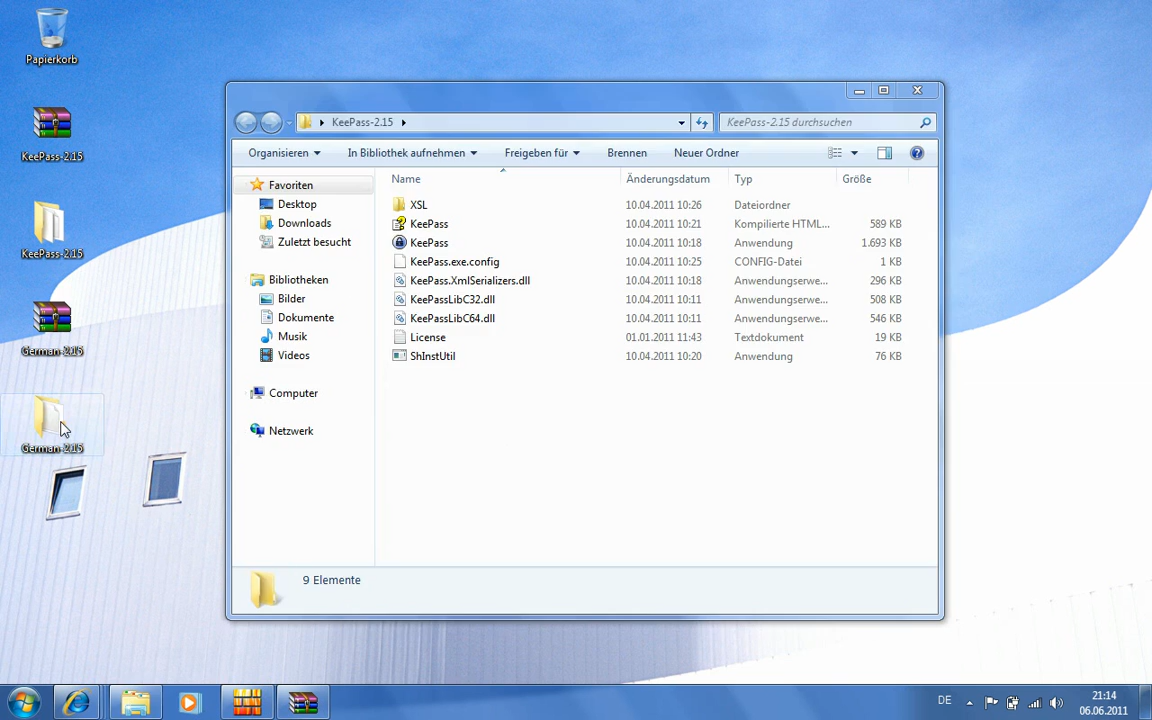 Papierkorb
KeePass-2.15
KeePass-2.15
German-2.15
German-2.15
KeePass-2.15
KeePass-2.15 durchsuchen
Organisieren In Bibliothek aufnehmen Freigeben für Brennen Neuer Ordner
Favoriten
Desktop
Downloads
Zuletzt besucht
Bibliotheken
Bilder
Dokumente
Musik
Videos
Computer
Netzwerk
Name Änderungsdatum Typ Größe
XSL 10.04.2011 10:26 Dateiordner
KeePass 10.04.2011 10:21 Kompilierte HTML... 589 KB
KeePass 10.04.2011 10:18 Anwendung 1.693 KB
KeePass.exe.config 10.04.2011 10:25 CONFIG-Datei 1 KB
KeePass.XmlSerializers.dll 10.04.2011 10:18 Anwendungserwe... 296 KB
KeePassLibC32.dll 10.04.2011 10:11 Anwendungserwe... 508 KB
KeePassLibC64.dll 10.04.2011 10:11 Anwendungserwe... 546 KB
License 01.01.2011 11:43 Textdokument 19 KB
ShInstUtil 10.04.2011 10:20 Anwendung 76 KB
9 Elemente
DE
21:14
06.06.2011